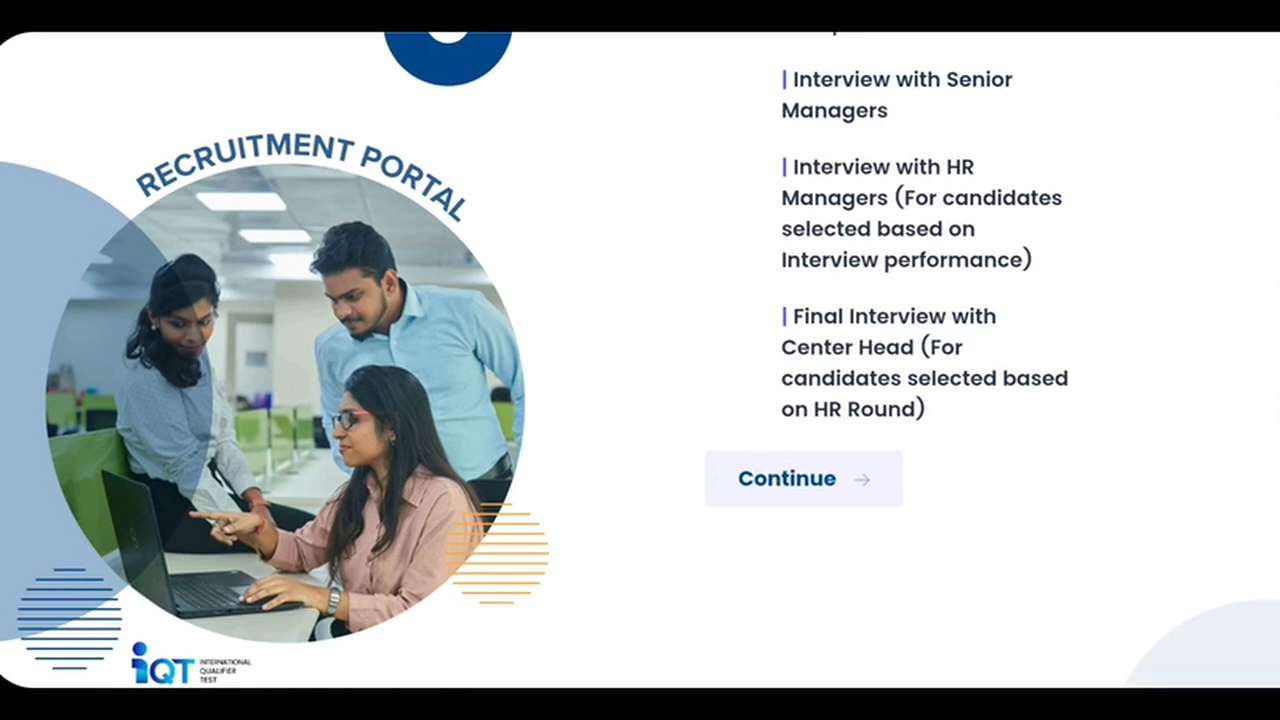 RECRUITMENT PORTAL
iQT INTERNATIONAL
QUALIFIER
TEST
| Interview with Senior
Managers
| Interview with HR
Managers (For candidates
selected based on
Interview performance)
| Final Interview with
Center Head (For
candidates selected based
on HR Round)
Continue →